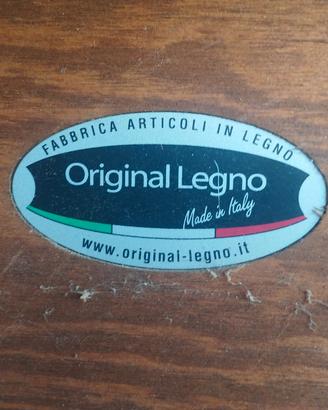 FABBRICA ARTICOLI IN LEGNO
Original Legno
Made in Italy
www.original-legno.it